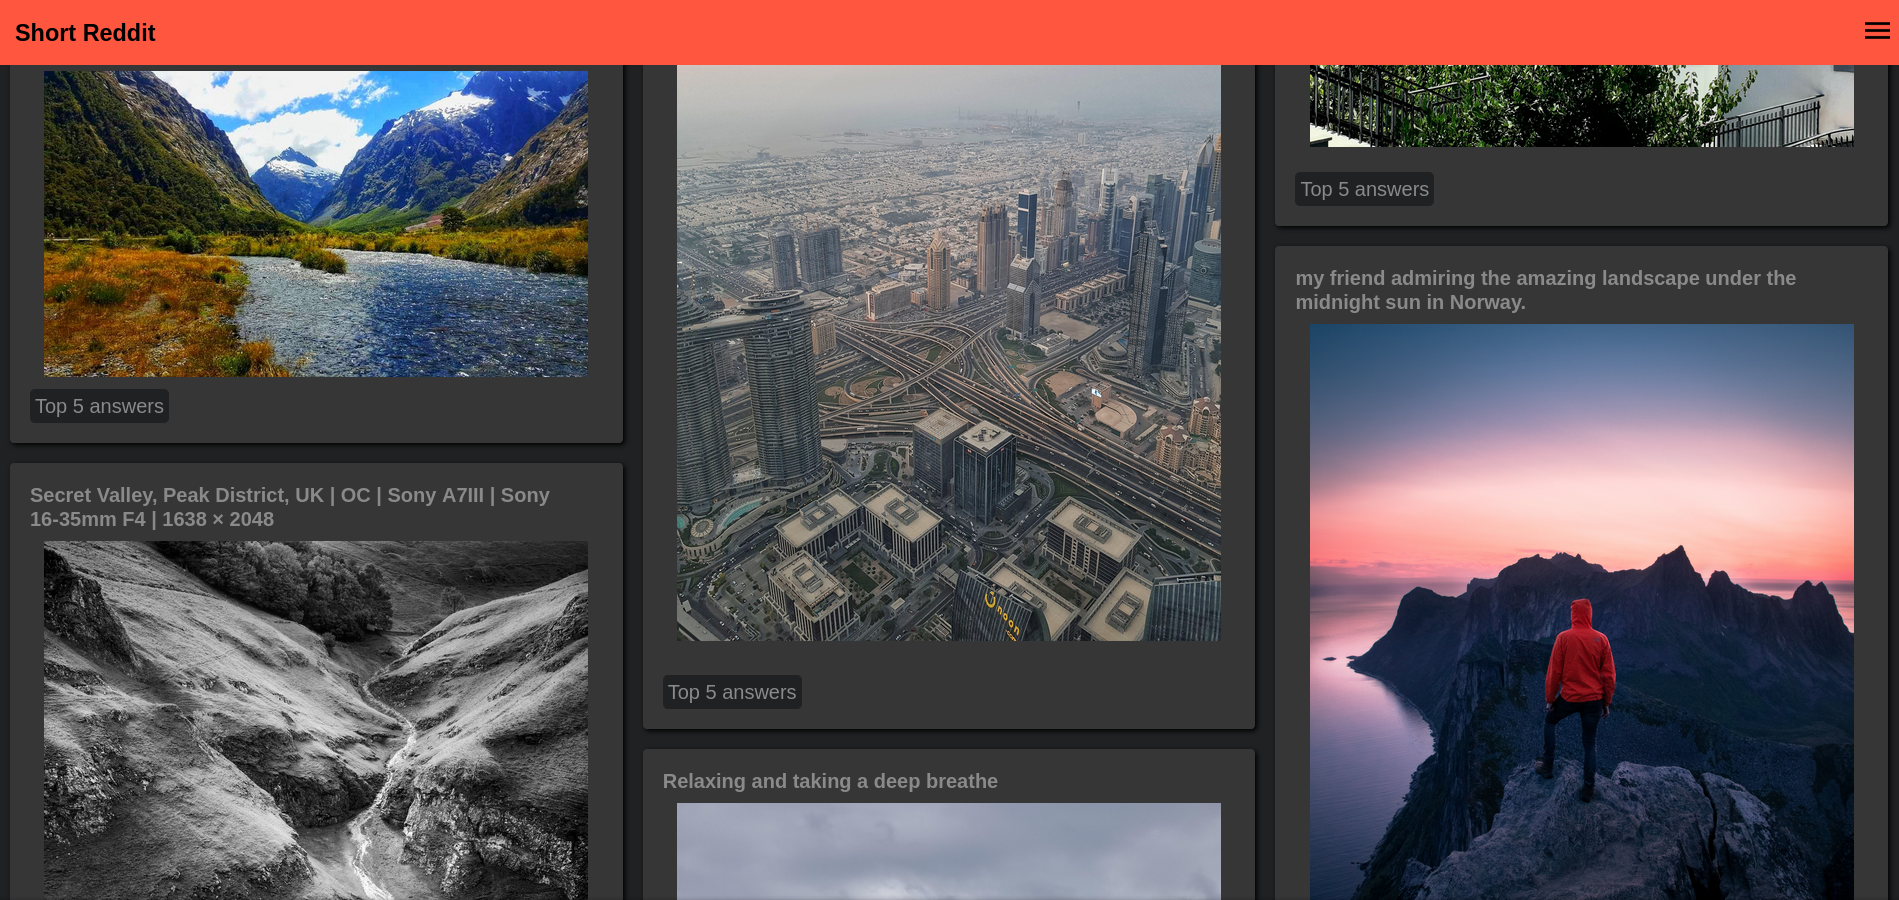 Short Reddit
Top 5 answers
Secret Valley, Peak District, UK | OC | Sony A7III | Sony
16-35mm F4 | 1638 × 2048
noon
Top 5 answers
Relaxing and taking a deep breathe
Top 5 answers
my friend admiring the amazing landscape under the
midnight sun in Norway.